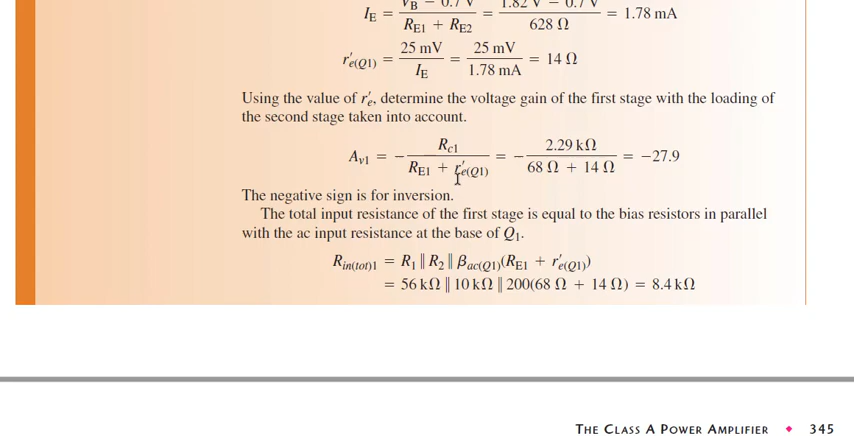 I_E = (V_B − 0.7 V)/(R_E1 + R_E2) = (1.82 V − 0.7 V)/(628 Ω) = 1.78 mA
r′_e(Q1) = (25 mV)/(I_E) = (25 mV)/(1.78 mA) = 14 Ω
Using the value of r′_e, determine the voltage gain of the first stage with the loading of
the second stage taken into account.
A_v1 = − (R_c1)/(R_E1 + r′_e(Q1)) = − (2.29 kΩ)/(68 Ω + 14 Ω) = −27.9
The negative sign is for inversion.
The total input resistance of the first stage is equal to the bias resistors in parallel
with the ac input resistance at the base of Q_1.
R_in(tot)1 = R_1 ∥ R_2 ∥ β_ac(Q1)(R_E1 + r′_e(Q1))
= 56 kΩ ∥ 10 kΩ ∥ 200(68 Ω + 14 Ω) = 8.4 kΩ
THE CLASS A POWER AMPLIFIER ◆ 345